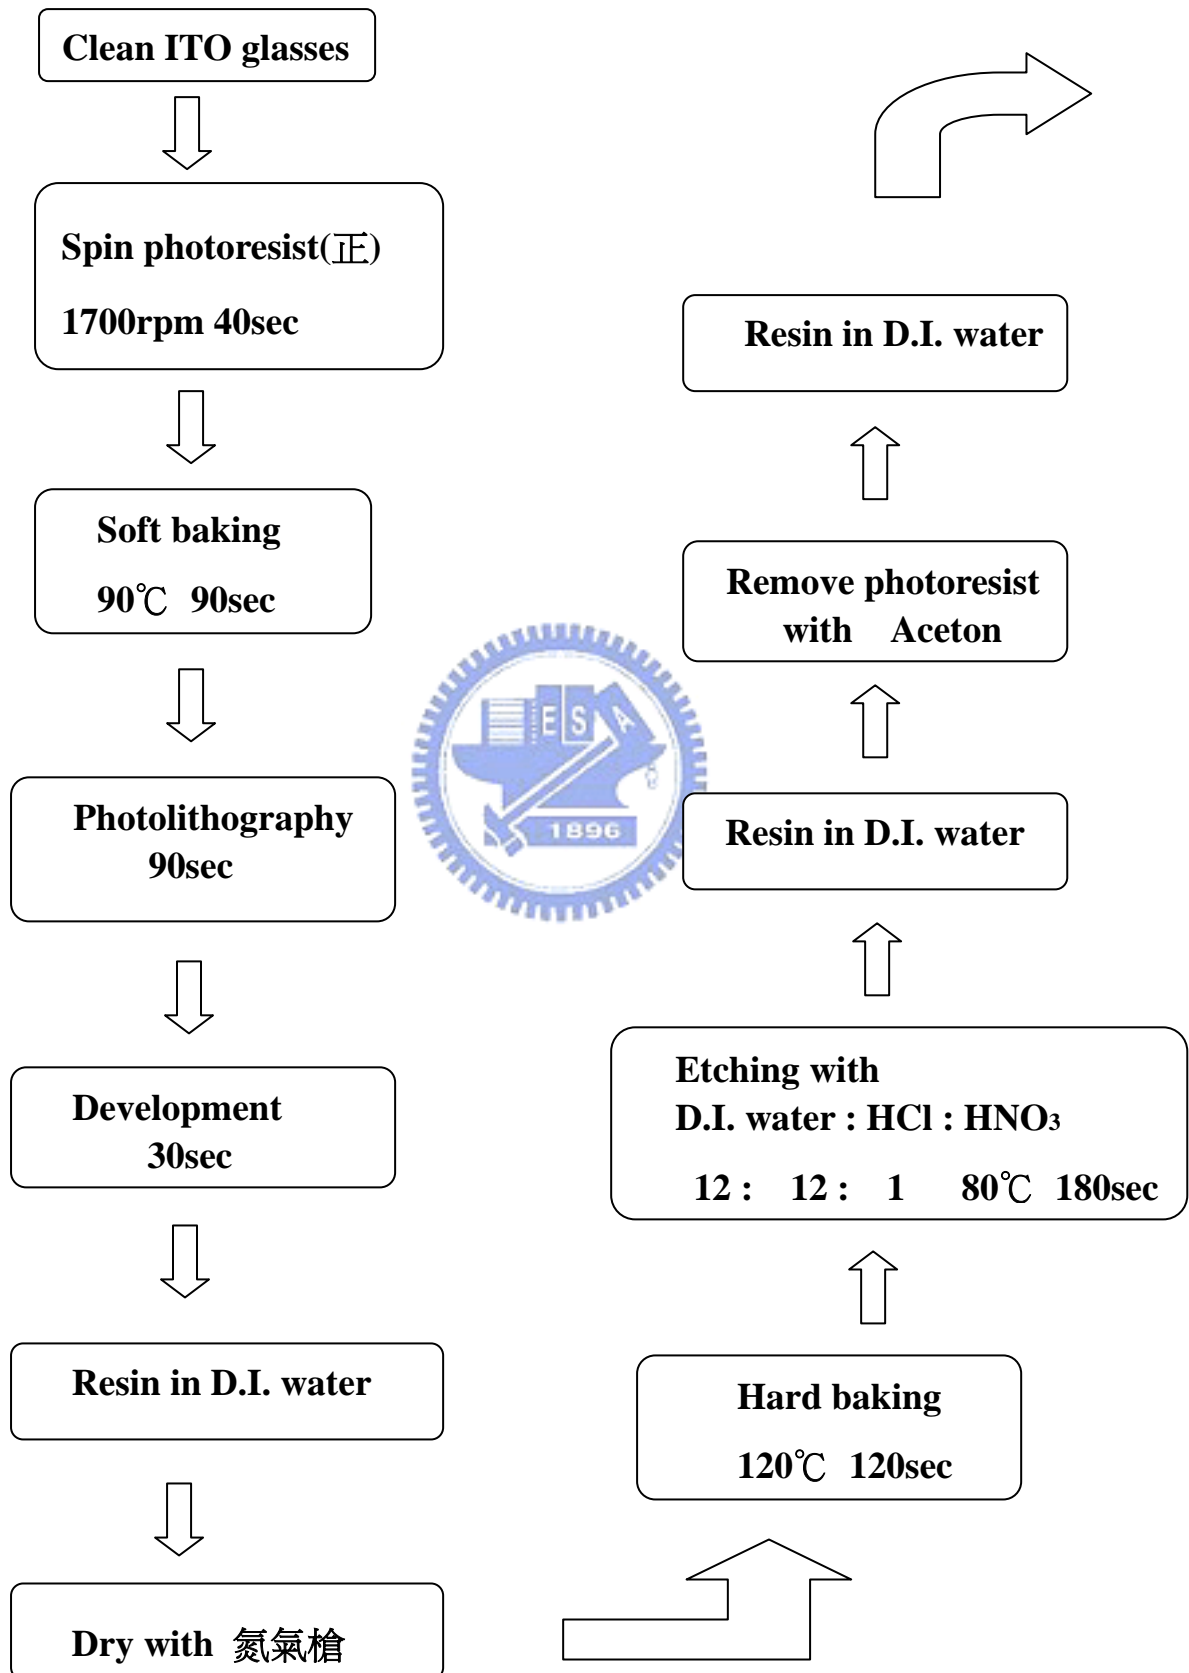 Clean ITO glasses
Spin photoresist(正)
1700rpm 40sec
Soft baking
90℃ 90sec
Photolithography
90sec
Development
30sec
Resin in D.I. water
Dry with 氮氣槍
Hard baking
120℃ 120sec
Etching with
D.I. water : HCl : HNO₃
12 : 12 : 1 80℃ 180sec
Resin in D.I. water
Remove photoresist
with Aceton
Resin in D.I. water
E S A
1896